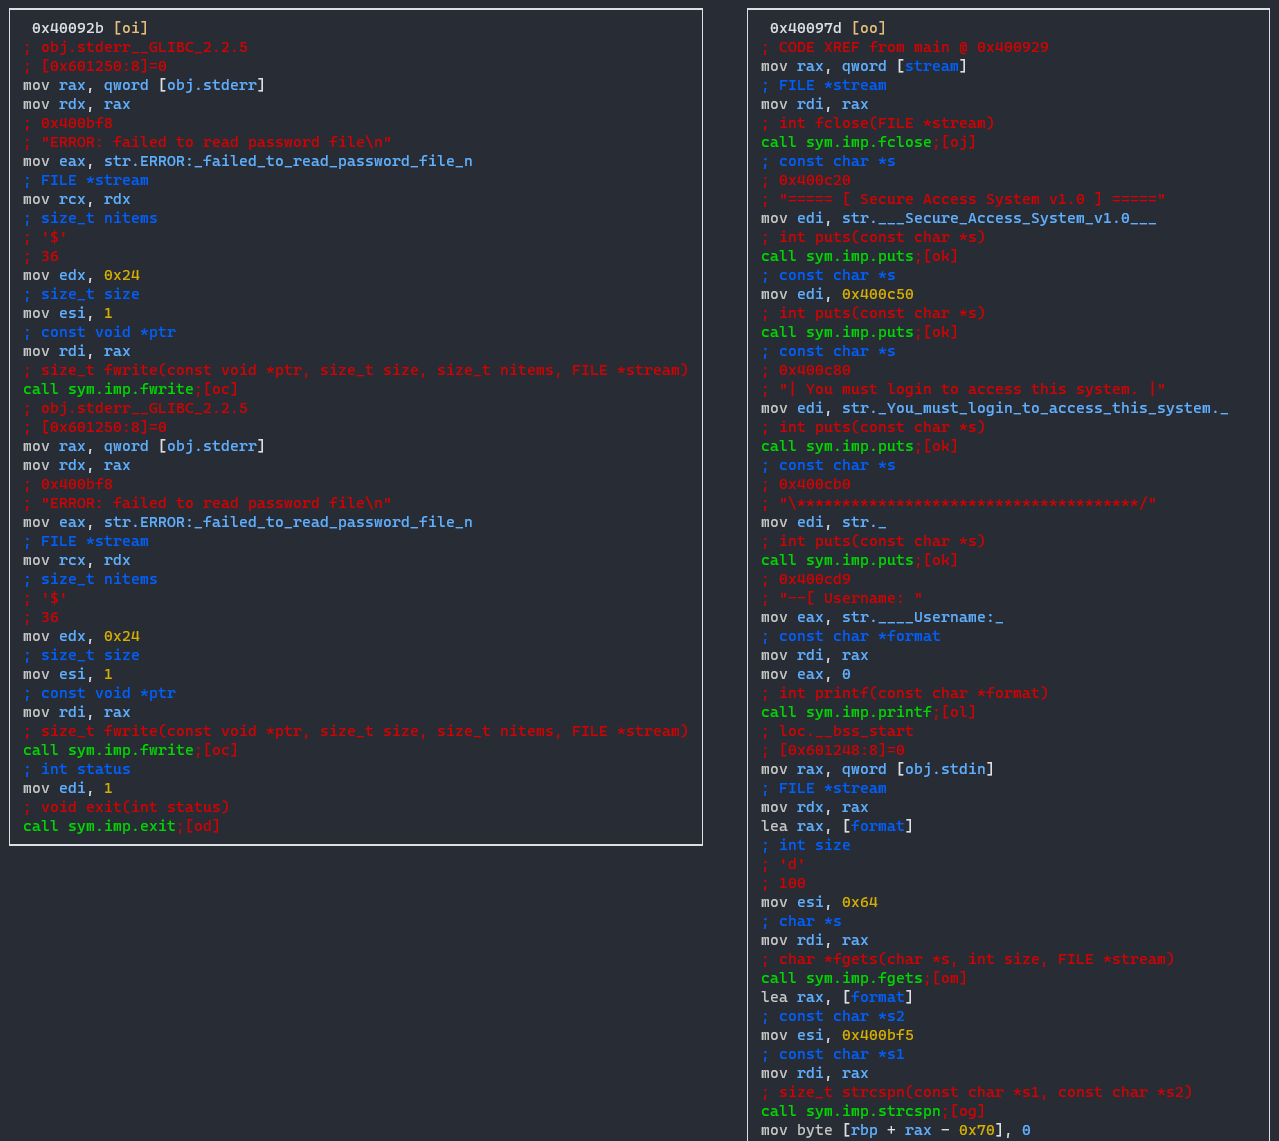 0x40092b [oi]
; obj.stderr__GLIBC_2.2.5
; [0x601250:8]=0
mov rax, qword [obj.stderr]
mov rdx, rax
; 0x400bf8
; "ERROR: failed to read password file\n"
mov eax, str.ERROR:_failed_to_read_password_file_n
; FILE *stream
mov rcx, rdx
; size_t nitems
; '$'
; 36
mov edx, 0x24
; size_t size
mov esi, 1
; const void *ptr
mov rdi, rax
; size_t fwrite(const void *ptr, size_t size, size_t nitems, FILE *stream)
call sym.imp.fwrite;[oc]
; obj.stderr__GLIBC_2.2.5
; [0x601250:8]=0
mov rax, qword [obj.stderr]
mov rdx, rax
; 0x400bf8
; "ERROR: failed to read password file\n"
mov eax, str.ERROR:_failed_to_read_password_file_n
; FILE *stream
mov rcx, rdx
; size_t nitems
; '$'
; 36
mov edx, 0x24
; size_t size
mov esi, 1
; const void *ptr
mov rdi, rax
; size_t fwrite(const void *ptr, size_t size, size_t nitems, FILE *stream)
call sym.imp.fwrite;[oc]
; int status
mov edi, 1
; void exit(int status)
call sym.imp.exit;[od]
0x40097d [oo]
; CODE XREF from main @ 0x400929
mov rax, qword [stream]
; FILE *stream
mov rdi, rax
; int fclose(FILE *stream)
call sym.imp.fclose;[oj]
; const char *s
; 0x400c20
; "===== [ Secure Access System v1.0 ] ====="
mov edi, str.___Secure_Access_System_v1.0___
; int puts(const char *s)
call sym.imp.puts;[ok]
; const char *s
mov edi, 0x400c50
; int puts(const char *s)
call sym.imp.puts;[ok]
; const char *s
; 0x400c80
; "| You must login to access this system. |"
mov edi, str._You_must_login_to_access_this_system._
; int puts(const char *s)
call sym.imp.puts;[ok]
; const char *s
; 0x400cb0
; "\**************************************/"
mov edi, str._
; int puts(const char *s)
call sym.imp.puts;[ok]
; 0x400cd9
; "--[ Username: "
mov eax, str.____Username:_
; const char *format
mov rdi, rax
mov eax, 0
; int printf(const char *format)
call sym.imp.printf;[ol]
; loc.__bss_start
; [0x601248:8]=0
mov rax, qword [obj.stdin]
; FILE *stream
mov rdx, rax
lea rax, [format]
; int size
; 'd'
; 100
mov esi, 0x64
; char *s
mov rdi, rax
; char *fgets(char *s, int size, FILE *stream)
call sym.imp.fgets;[om]
lea rax, [format]
; const char *s2
mov esi, 0x400bf5
; const char *s1
mov rdi, rax
; size_t strcspn(const char *s1, const char *s2)
call sym.imp.strcspn;[og]
mov byte [rbp + rax - 0x70], 0